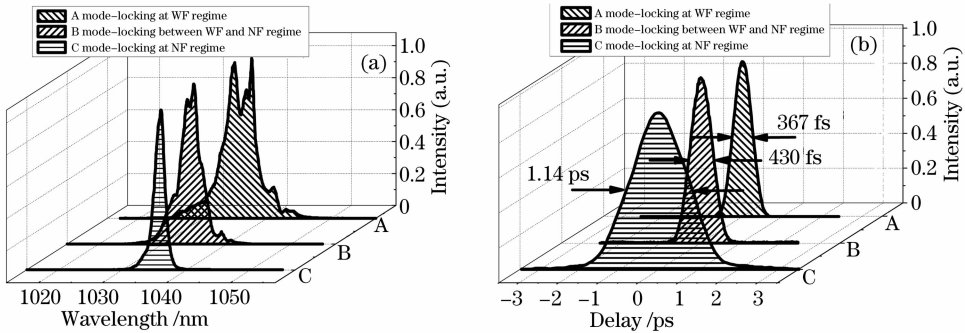 A mode-locking at WF regime
B mode-locking between WF and NF regime
C mode-locking at NF regime
(a)
1.0
0.8
0.6
0.4
0.2
0
Intensity (a.u.)
A
B
C
1020 1030 1040 1050
Wavelength /nm
A mode-locking at WF regime
B mode-locking between WF and NF regime
C mode-locking at NF regime
(b)
1.0
0.8
0.6
0.4
0.2
0
Intensity (a.u.)
367 fs
430 fs
1.14 ps
A
B
C
−3 −2 −1 0 1 2 3
Delay /ps